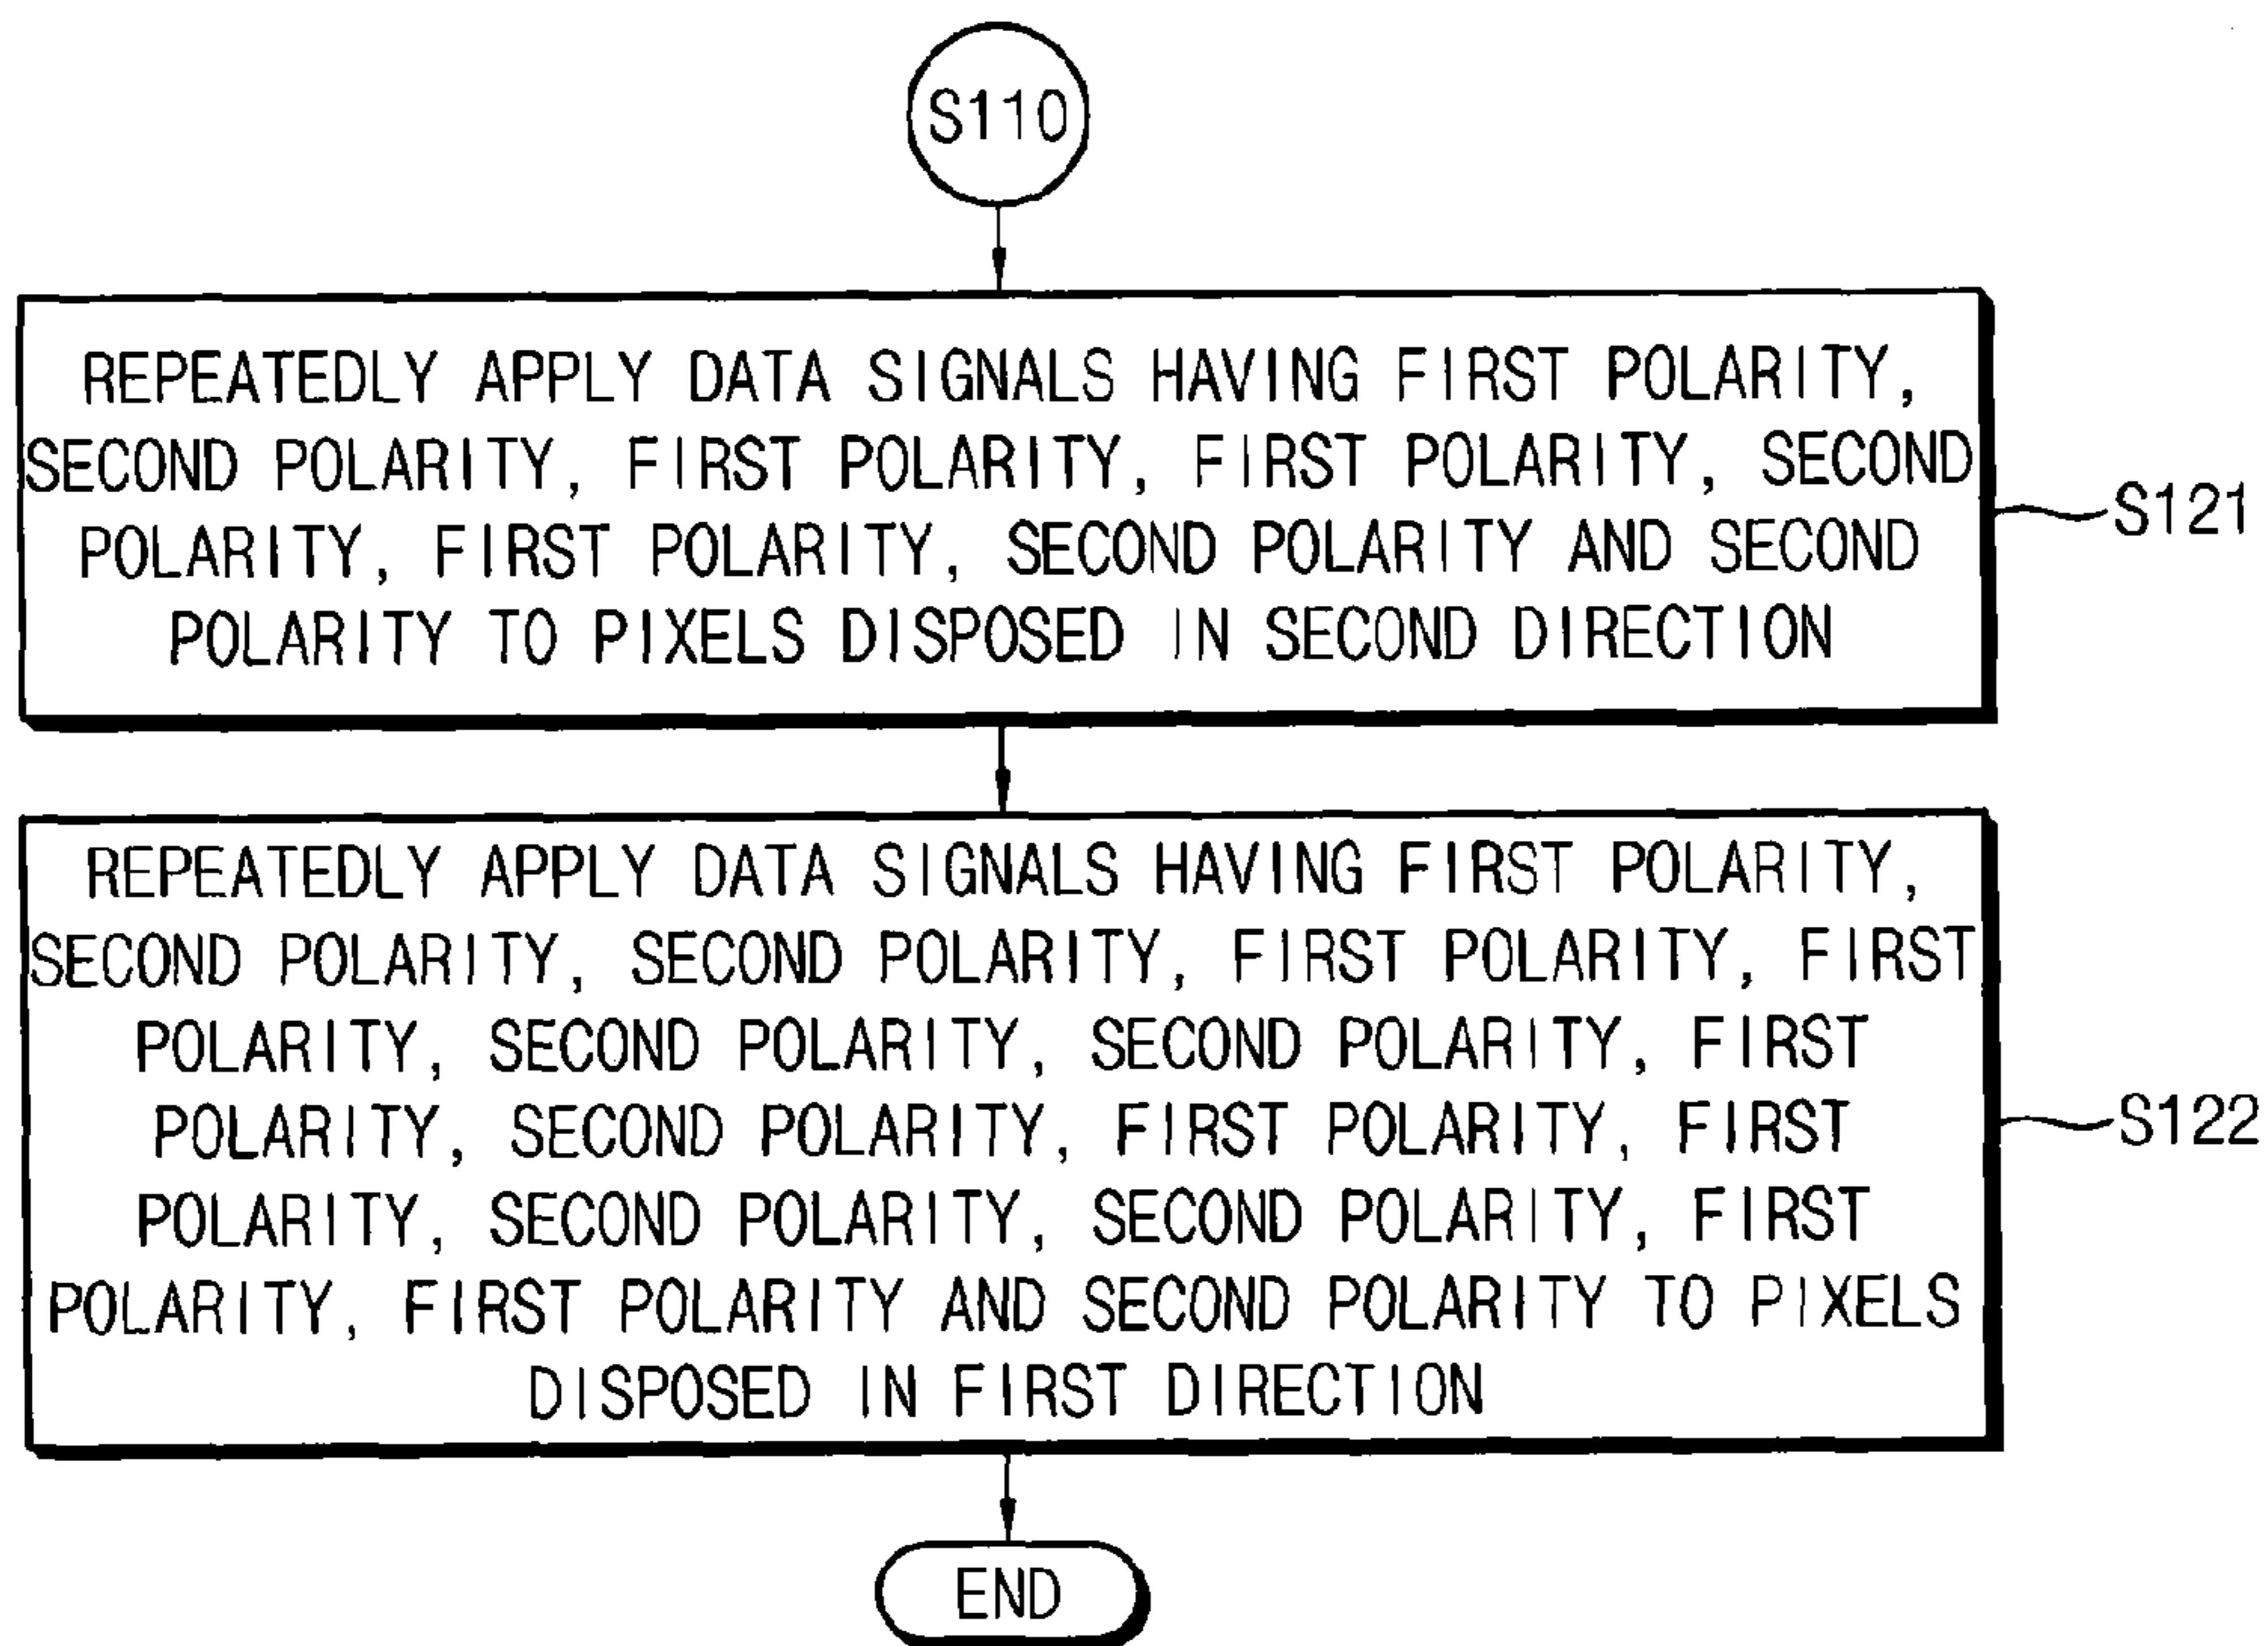 S110
REPEATEDLY APPLY DATA SIGNALS HAVING FIRST POLARITY,
SECOND POLARITY, FIRST POLARITY, FIRST POLARITY, SECOND
POLARITY, FIRST POLARITY, SECOND POLARITY AND SECOND
POLARITY TO PIXELS DISPOSED IN SECOND DIRECTION
S121
REPEATEDLY APPLY DATA SIGNALS HAVING FIRST POLARITY,
SECOND POLARITY, SECOND POLARITY, FIRST POLARITY, FIRST
POLARITY, SECOND POLARITY, SECOND POLARITY, FIRST
POLARITY, SECOND POLARITY, FIRST POLARITY, FIRST
POLARITY, SECOND POLARITY, SECOND POLARITY, FIRST
POLARITY, FIRST POLARITY AND SECOND POLARITY TO PIXELS
DISPOSED IN FIRST DIRECTION
S122
END